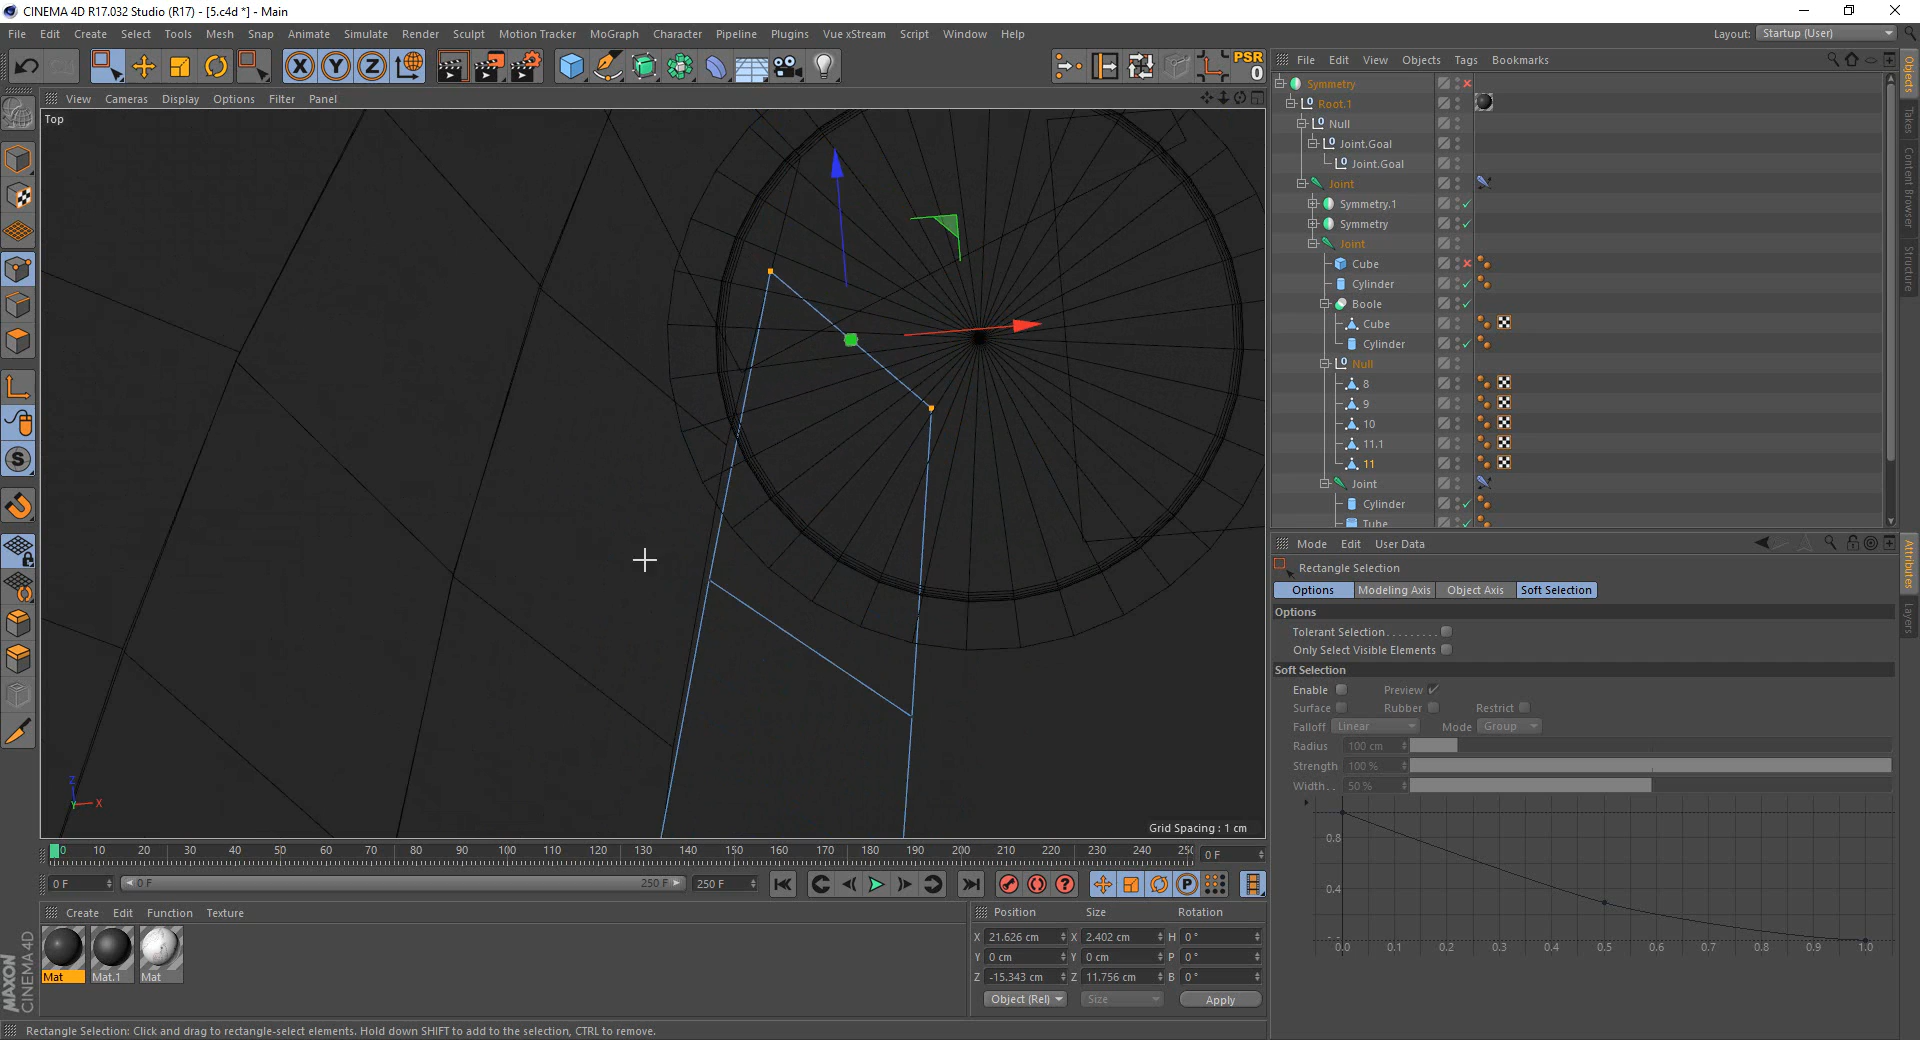 CINEMA 4D R17.032 Studio (R17) - [5.c4d *] - Main
File Edit Create Select Tools Mesh Snap Animate Simulate Render Sculpt Motion Tracker MoGraph Character Pipeline Plugins Vue xStream Script Window Help
Layout: Startup (User)
PSR
0
File Edit View Objects Tags Bookmarks
View Cameras Display Options Filter Panel
Top
Symmetry
Root.1
Null
Joint.Goal
Joint.Goal
Joint
Symmetry.1
Symmetry
Joint
Cube
Cylinder
Boole
Cube
Cylinder
Null
8
9
10
11.1
11
Joint
Cylinder
Tube
Objects
Takes
Content Browser
Structure
Mode Edit User Data
Rectangle Selection
Options Modeling Axis Object Axis Soft Selection
Options
Tolerant Selection.........
Only Select Visible Elements
Soft Selection
Enable Preview
Surface Rubber Restrict
Falloff Linear Mode Group
Radius 100 cm
Strength 100 %
Width.. 50 %
0.8
0.4
0.0 0.1 0.2 0.3 0.4 0.5 0.6 0.7 0.8 0.9 1.0
Attributes
Layers
Z
Y X
Grid Spacing : 1 cm
0 10 20 30 40 50 60 70 80 90 100 110 120 130 140 150 160 170 180 190 200 210 220 230 240 0 F
0 F 0 F 250 F 250 F
Create Edit Function Texture
Mat Mat.1 Mat
Position Size Rotation
X 21.626 cm X 2.402 cm H 0 °
Y 0 cm Y 0 cm P 0 °
Z -15.343 cm Z 11.756 cm B 0 °
Object (Rel) Size Apply
MAXON
CINEMA 4D
Rectangle Selection: Click and drag to rectangle-select elements. Hold down SHIFT to add to the selection, CTRL to remove.